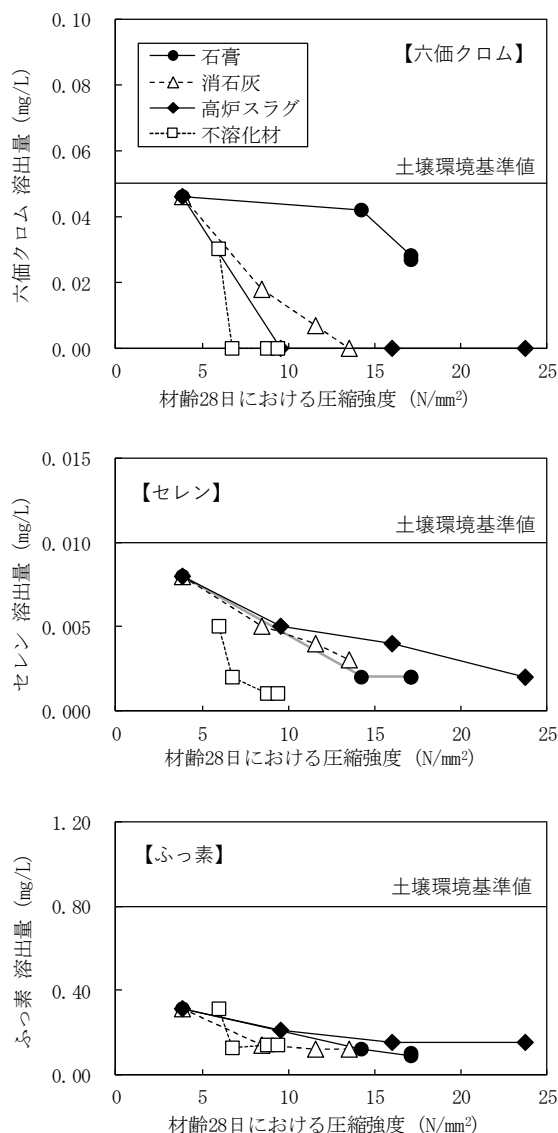 0.10
0.08
0.06
0.04
0.02
0.00
六価クロム 溶出量 (mg/L)
石膏
消石灰
高炉スラグ
不溶化材
【六価クロム】
土壌環境基準値
0 5 10 15 20 25
材齢28日における圧縮強度 (N/mm²)
0.015
0.010
0.005
0.000
セレン 溶出量 (mg/L)
【セレン】
土壌環境基準値
0 5 10 15 20 25
材齢28日における圧縮強度 (N/mm²)
1.20
0.80
0.40
0.00
ふっ素 溶出量 (mg/L)
【ふっ素】
土壌環境基準値
0 5 10 15 20 25
材齢28日における圧縮強度 (N/mm²)